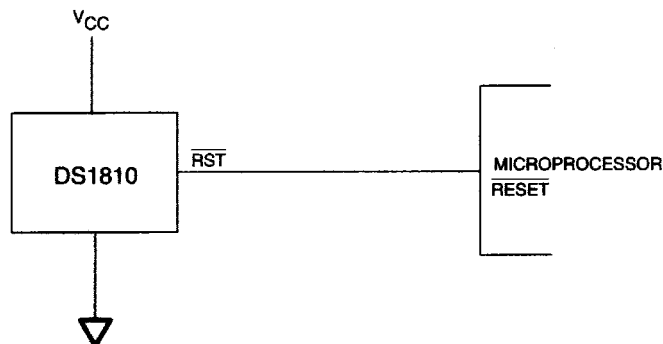 VCC
RST
DS1810
MICROPROCESSOR
RESET